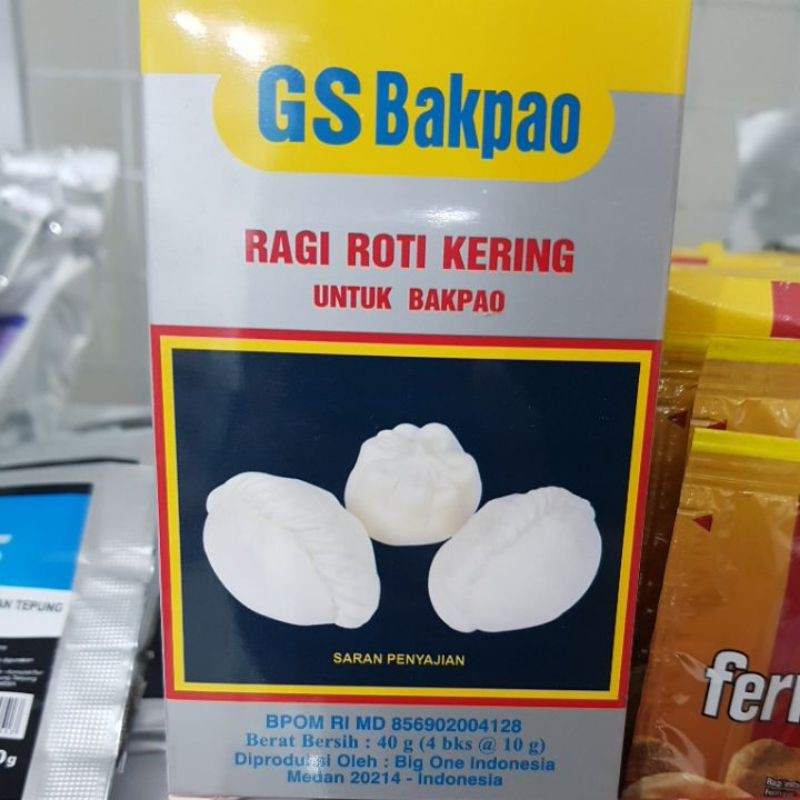 GS Bakpao
RAGI ROTI KERING
UNTUK BAKPAO
SARAN PENYAJIAN
BPOM RI MD 856902004128
Berat Bersih : 40 g (4 bks @ 10 g)
Diproduksi Oleh : Big One Indonesia
Medan 20214 - Indonesia
TEPUNG
ferm